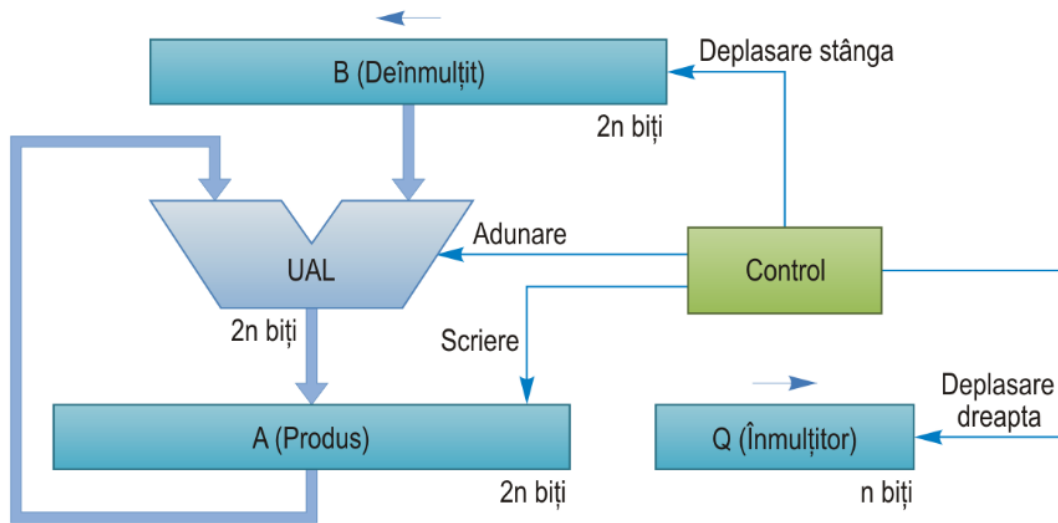 B (Deînmulțit)
Deplasare stânga
2n biți
Adunare
UAL
Control
2n biți
Scriere
Deplasare
dreapta
A (Produs)
Q (Înmulțitor)
2n biți
n biți